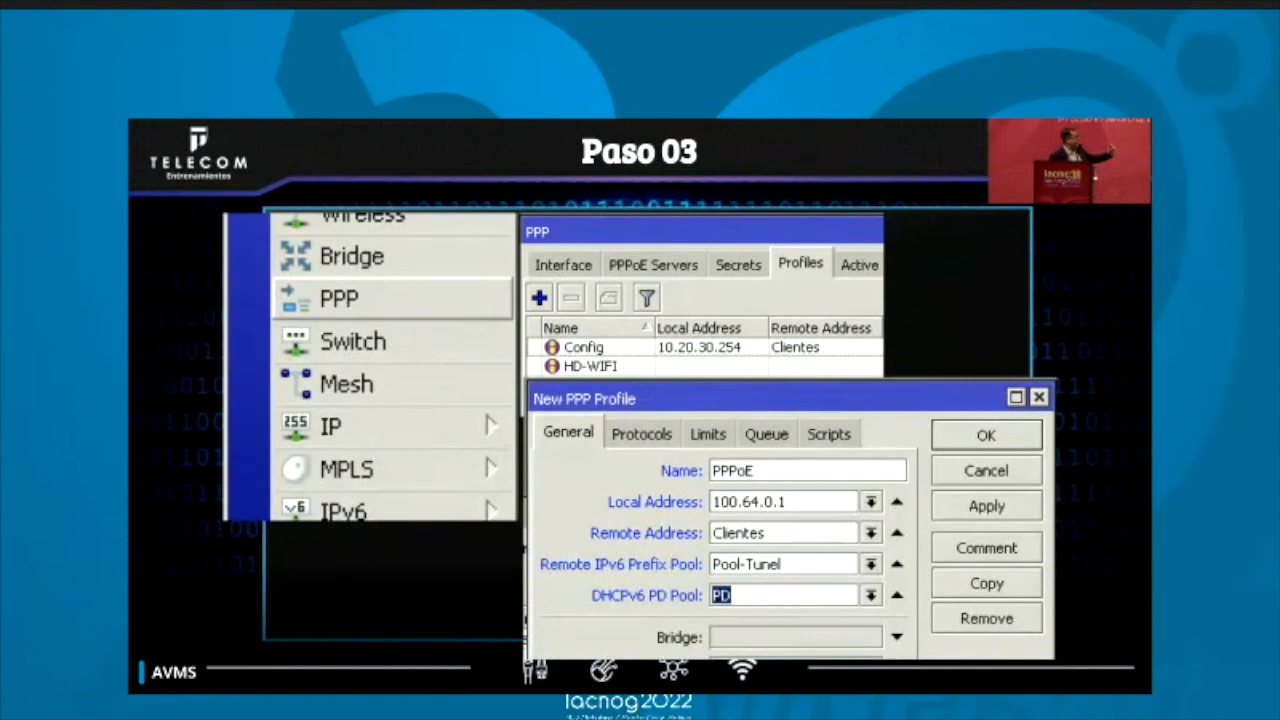 TELECOM
Entrenamientos
Paso 03
lacnog
Wireless
Bridge
PPP
Switch
Mesh
255
IP
MPLS
v6
IPv6
PPP
Interface
PPPoE Servers
Secrets
Profiles
Active
Name
Local Address
Remote Address
Config
10.20.30.254
Clientes
HD-WIFI
New PPP Profile
General
Protocols
Limits
Queue
Scripts
Name:
PPPoE
Local Address:
100.64.0.1
Remote Address:
Clientes
Remote IPv6 Prefix Pool:
Pool-Tunel
DHCPv6 PD Pool:
PD
Bridge:
OK
Cancel
Apply
Comment
Copy
Remove
AVMS
lacnog2022